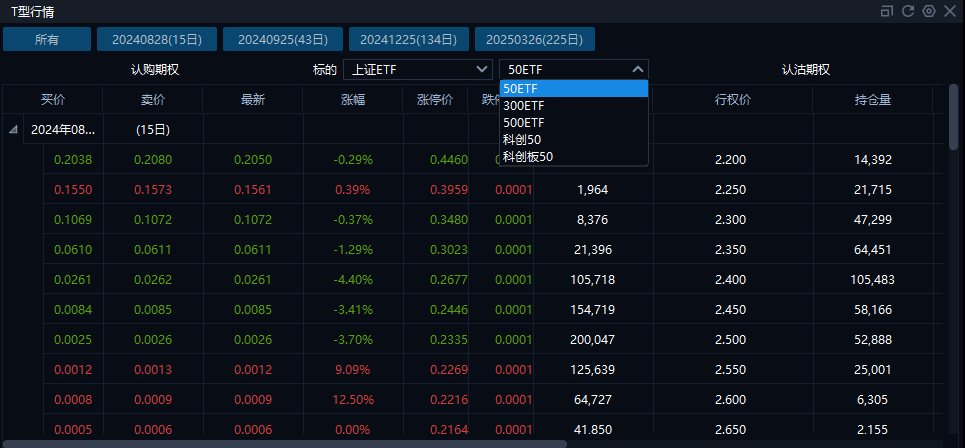 T型行情
所有 20240828(15日) 20240925(43日) 20241225(134日) 20250326(225日)
认购期权 标的 上证ETF 50ETF 认沽期权
买价 卖价 最新 涨幅 涨停价 行权价 持仓量
50ETF
300ETF
500ETF
科创50
科创板50
2024年08... (15日)
0.2038 0.2080 0.2050 -0.29% 0.4460 2.200 14,392
0.1550 0.1573 0.1561 0.39% 0.3959 0.0001 1,964 2.250 21,715
0.1069 0.1072 0.1072 -0.37% 0.3480 0.0001 8,376 2.300 47,299
0.0610 0.0611 0.0611 -1.29% 0.3023 0.0001 21,396 2.350 64,451
0.0261 0.0262 0.0261 -4.40% 0.2677 0.0001 105,718 2.400 105,483
0.0084 0.0085 0.0085 -3.41% 0.2446 0.0001 154,719 2.450 58,166
0.0025 0.0026 0.0026 -3.70% 0.2335 0.0001 200,047 2.500 52,888
0.0012 0.0013 0.0012 9.09% 0.2269 0.0001 125,639 2.550 25,001
0.0008 0.0009 0.0009 12.50% 0.2216 0.0001 64,727 2.600 6,305
0.0005 0.0006 0.0006 0.00% 0.2164 0.0001 41,850 2.650 2,155